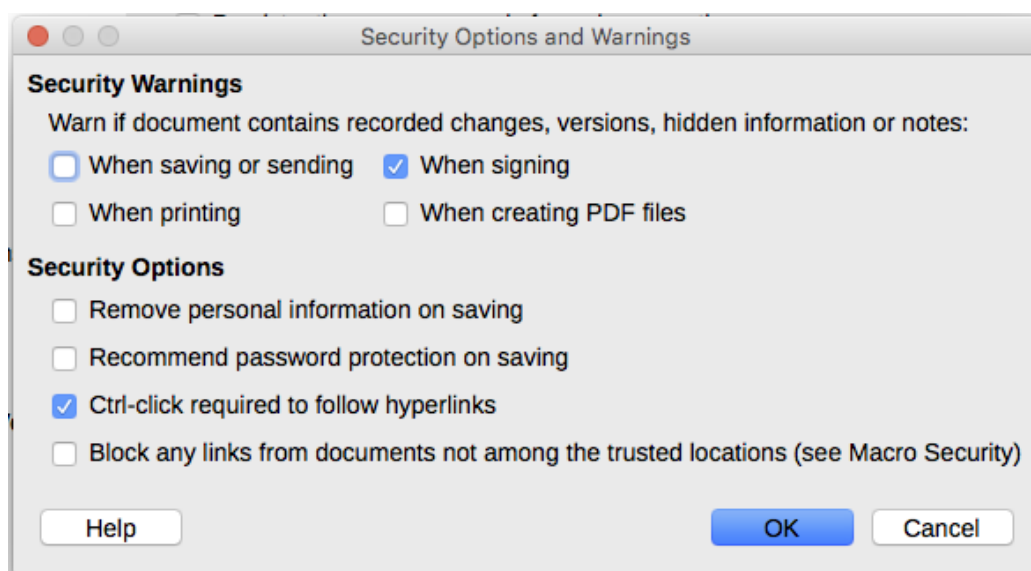 Security Options and Warnings
Security Warnings
Warn if document contains recorded changes, versions, hidden information or notes:
When saving or sending When signing
When printing When creating PDF files
Security Options
Remove personal information on saving
Recommend password protection on saving
Ctrl-click required to follow hyperlinks
Block any links from documents not among the trusted locations (see Macro Security)
Help OK Cancel